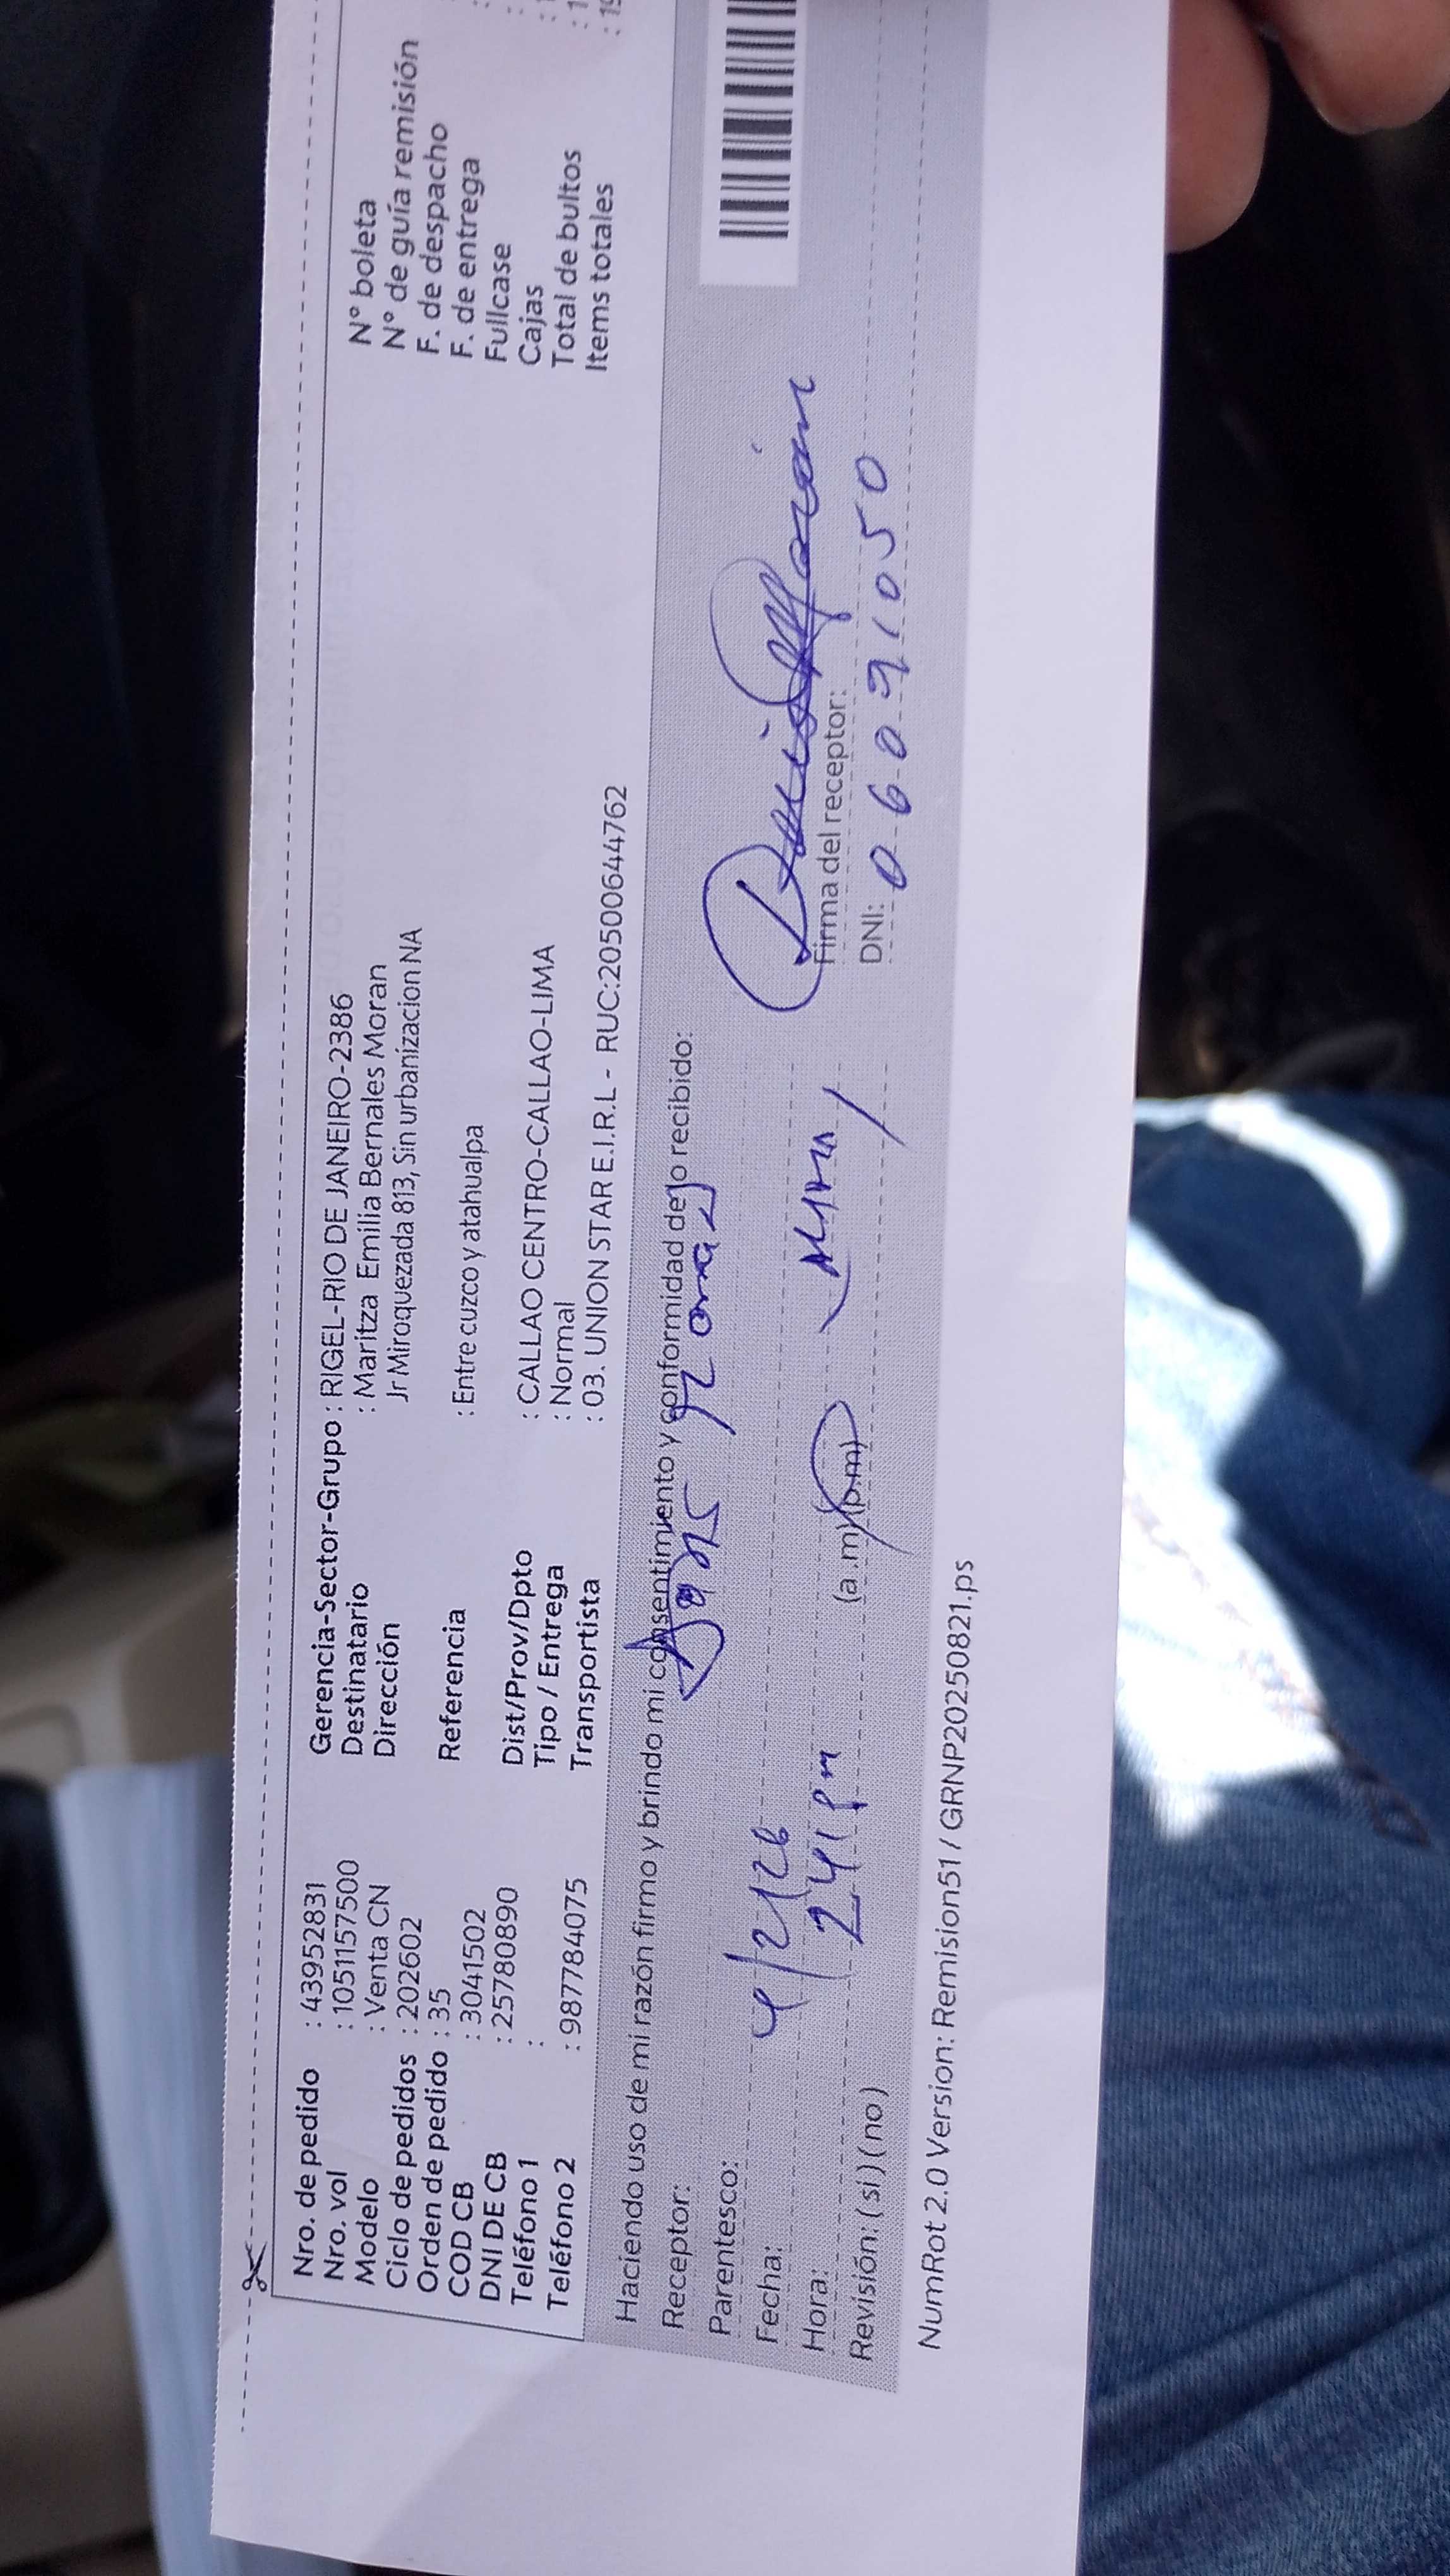 Nro. de pedido : 43952831
Nro. vol : 1051157500
Modelo : Venta CN
Ciclo de pedidos : 202602
Orden de pedido : 35
COD CB : 3041502
DNI DE CB : 25780890
Teléfono 1 :
Teléfono 2 : 987784075
Gerencia-Sector-Grupo : RIGEL-RIO DE JANEIRO-2386
Destinatario : Maritza Emilia Bernales Moran
Dirección Jr Miroquezada 813, Sin urbanizacion NA
Referencia : Entre cuzco y atahualpa
Dist/Prov/Dpto : CALLAO CENTRO-CALLAO-LIMA
Tipo / Entrega : Normal
Transportista : 03. UNION STAR E.I.R.L - RUC:20500644762
N° boleta
N° de guía remisión
F. de despacho :
F. de entrega :
Fullcase :
Cajas :
Total de bultos : 1
Items totales : 19
Haciendo uso de mi razón firmo y brindo mi consentimiento y conformidad de lo recibido:
Receptor:
Parentesco:
Fecha: 4/2/26
Hora: 241 pm (a.m)(p.m)
Revisión: (si)(no)
Firma del receptor:
DNI: 06091050
NumRot 2.0 Version: Remision51 / GRNP20250821.ps